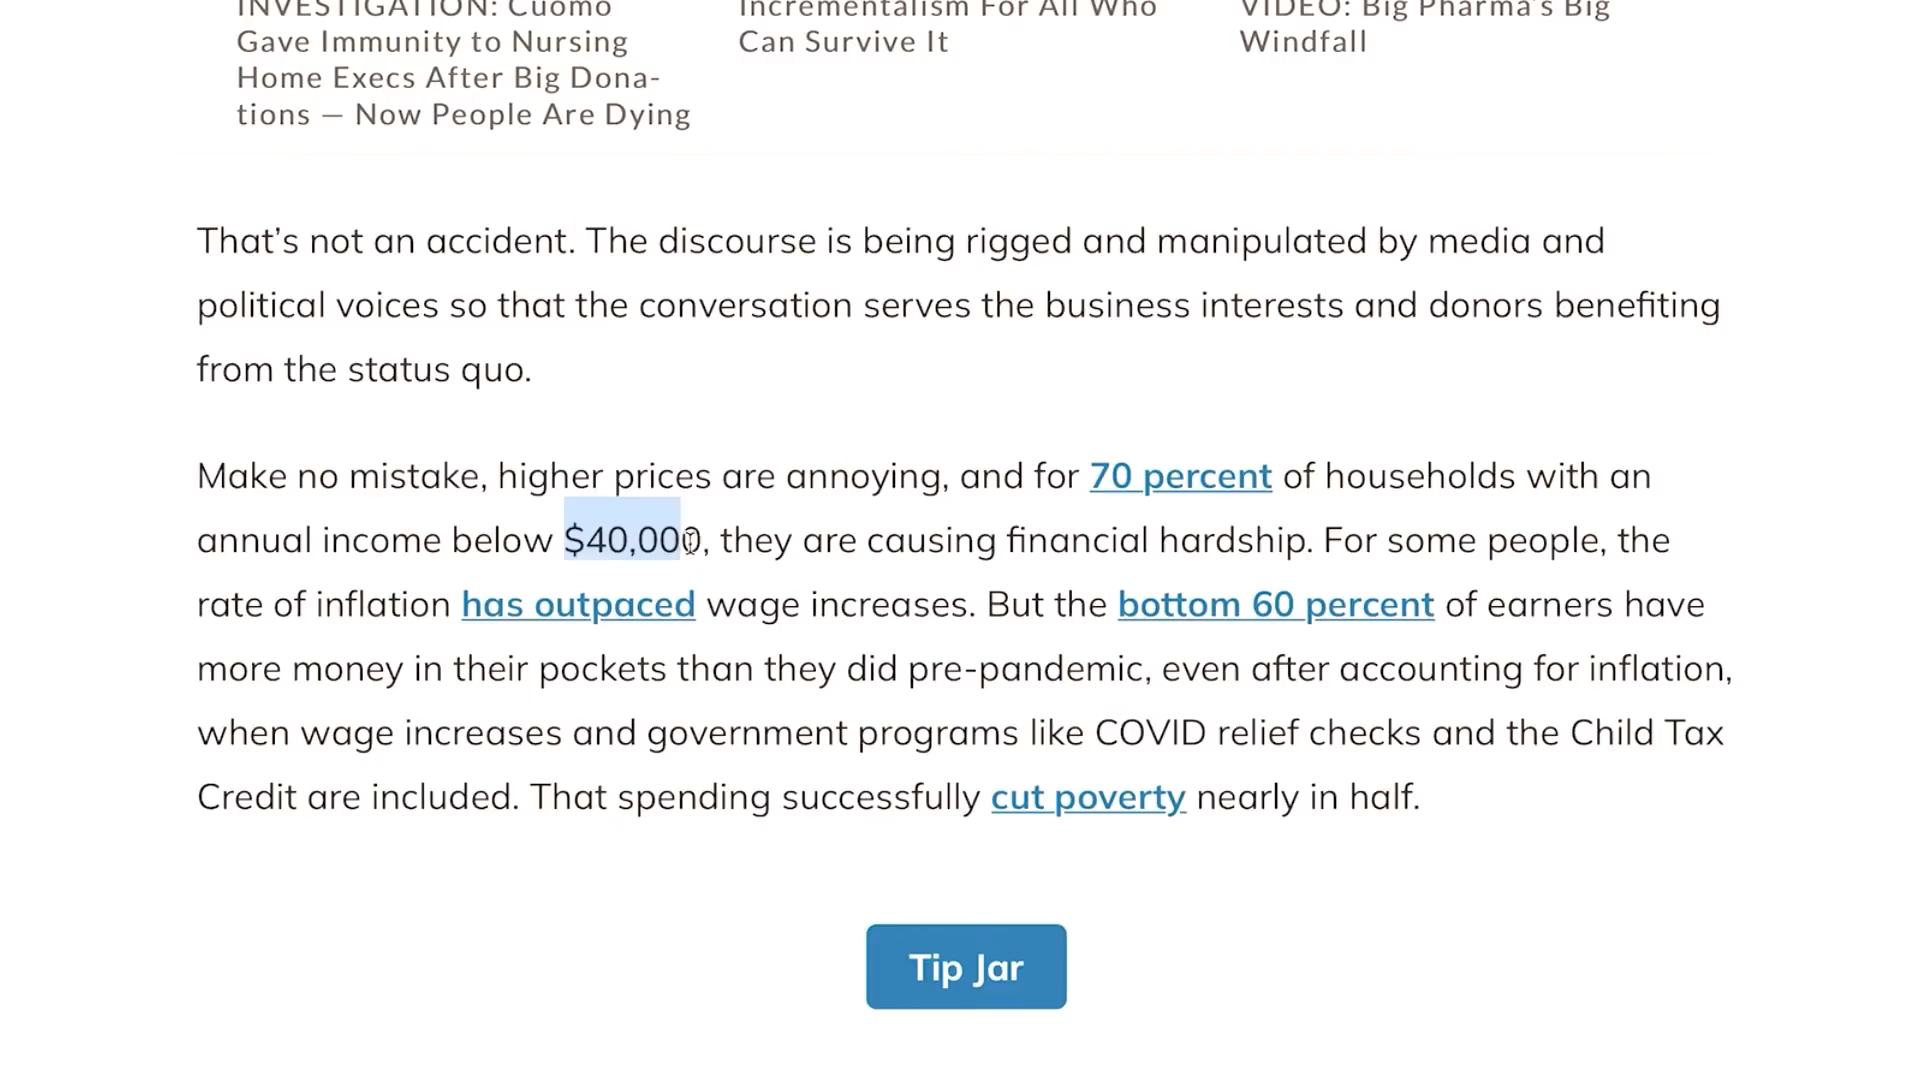 INVESTIGATION: Cuomo
Gave Immunity to Nursing
Home Execs After Big Dona-
tions — Now People Are Dying
Incrementalism For All Who
Can Survive It
VIDEO: Big Pharma's Big
Windfall
That’s not an accident. The discourse is being rigged and manipulated by media and
political voices so that the conversation serves the business interests and donors benefiting
from the status quo.
Make no mistake, higher prices are annoying, and for 70 percent of households with an
annual income below $40,000, they are causing financial hardship. For some people, the
rate of inflation has outpaced wage increases. But the bottom 60 percent of earners have
more money in their pockets than they did pre-pandemic, even after accounting for inflation,
when wage increases and government programs like COVID relief checks and the Child Tax
Credit are included. That spending successfully cut poverty nearly in half.
Tip Jar